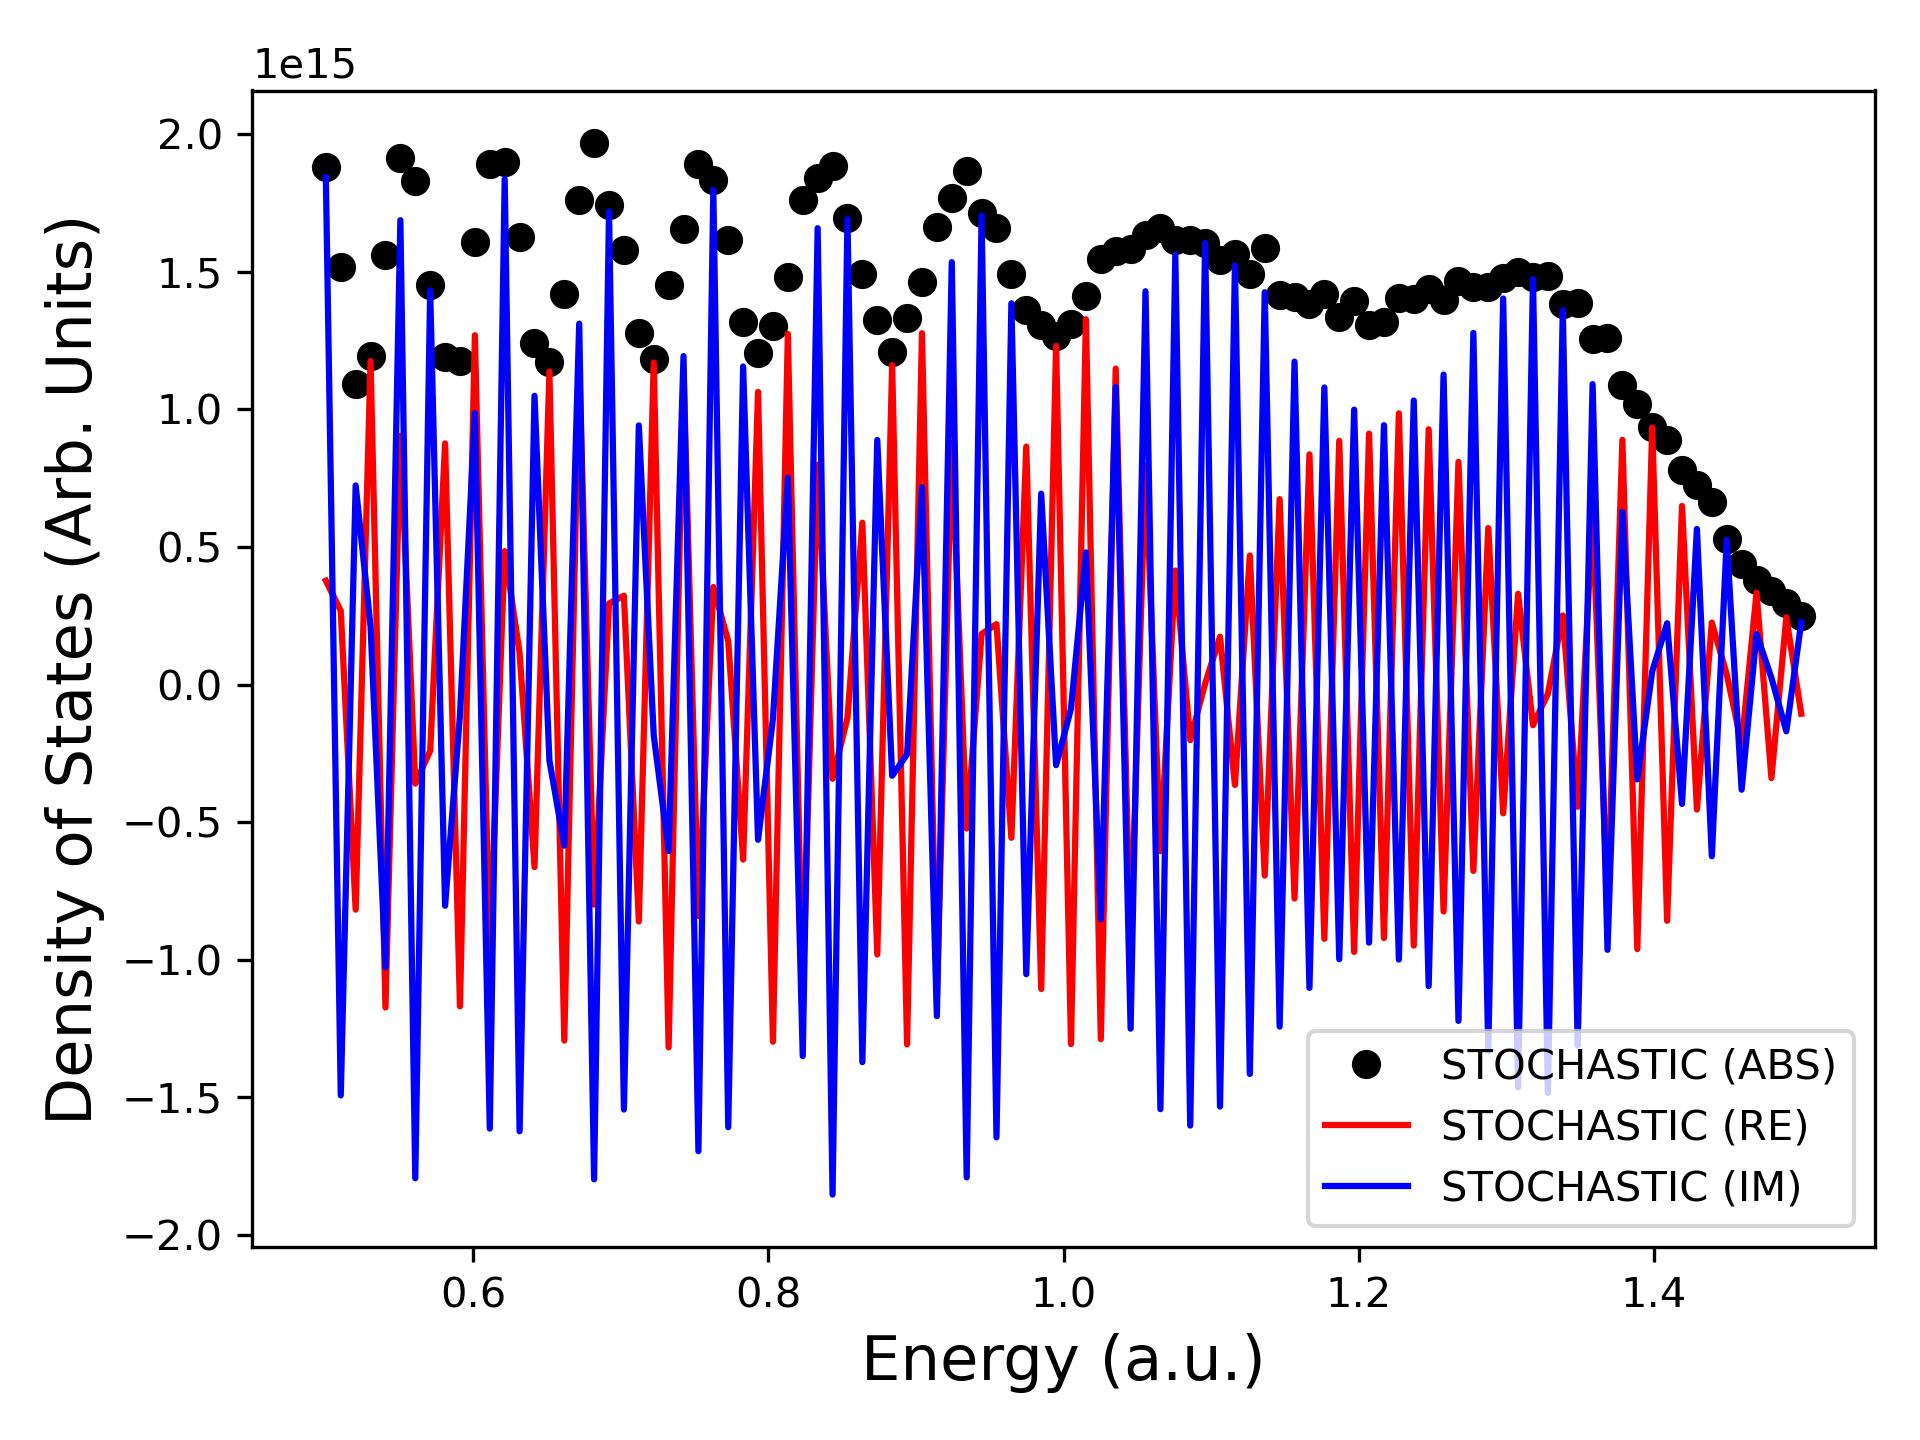 1e15
2.0
1.5
1.0
0.5
0.0
−0.5
−1.0
−1.5
−2.0
Density of States (Arb. Units)
STOCHASTIC (ABS)
STOCHASTIC (RE)
STOCHASTIC (IM)
0.6 0.8 1.0 1.2 1.4
Energy (a.u.)